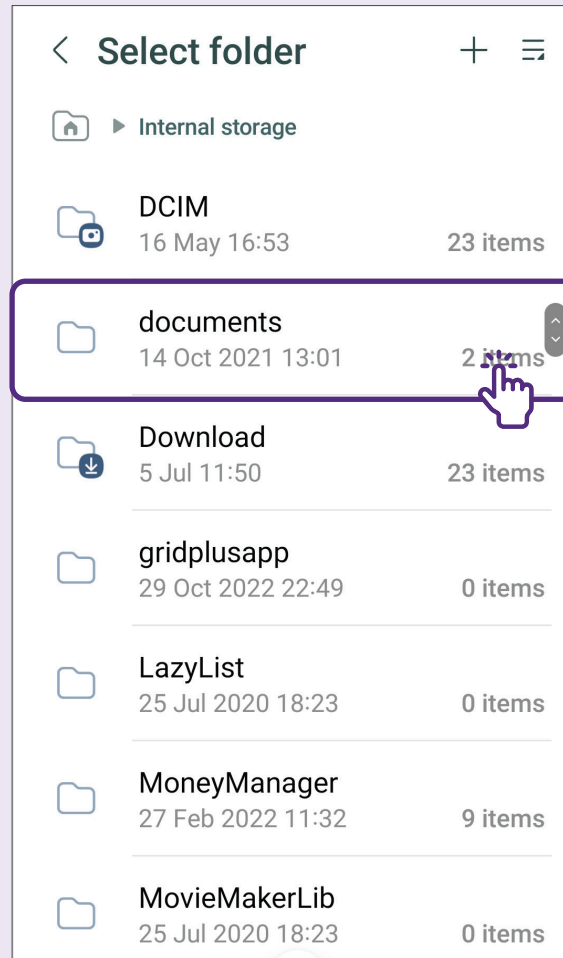 Select folder
Internal storage
DCIM
16 May 16:53 23 items
documents
14 Oct 2021 13:01 2 items
Download
5 Jul 11:50 23 items
gridplusapp
29 Oct 2022 22:49 0 items
LazyList
25 Jul 2020 18:23 0 items
MoneyManager
27 Feb 2022 11:32 9 items
MovieMakerLib
25 Jul 2020 18:23 0 items